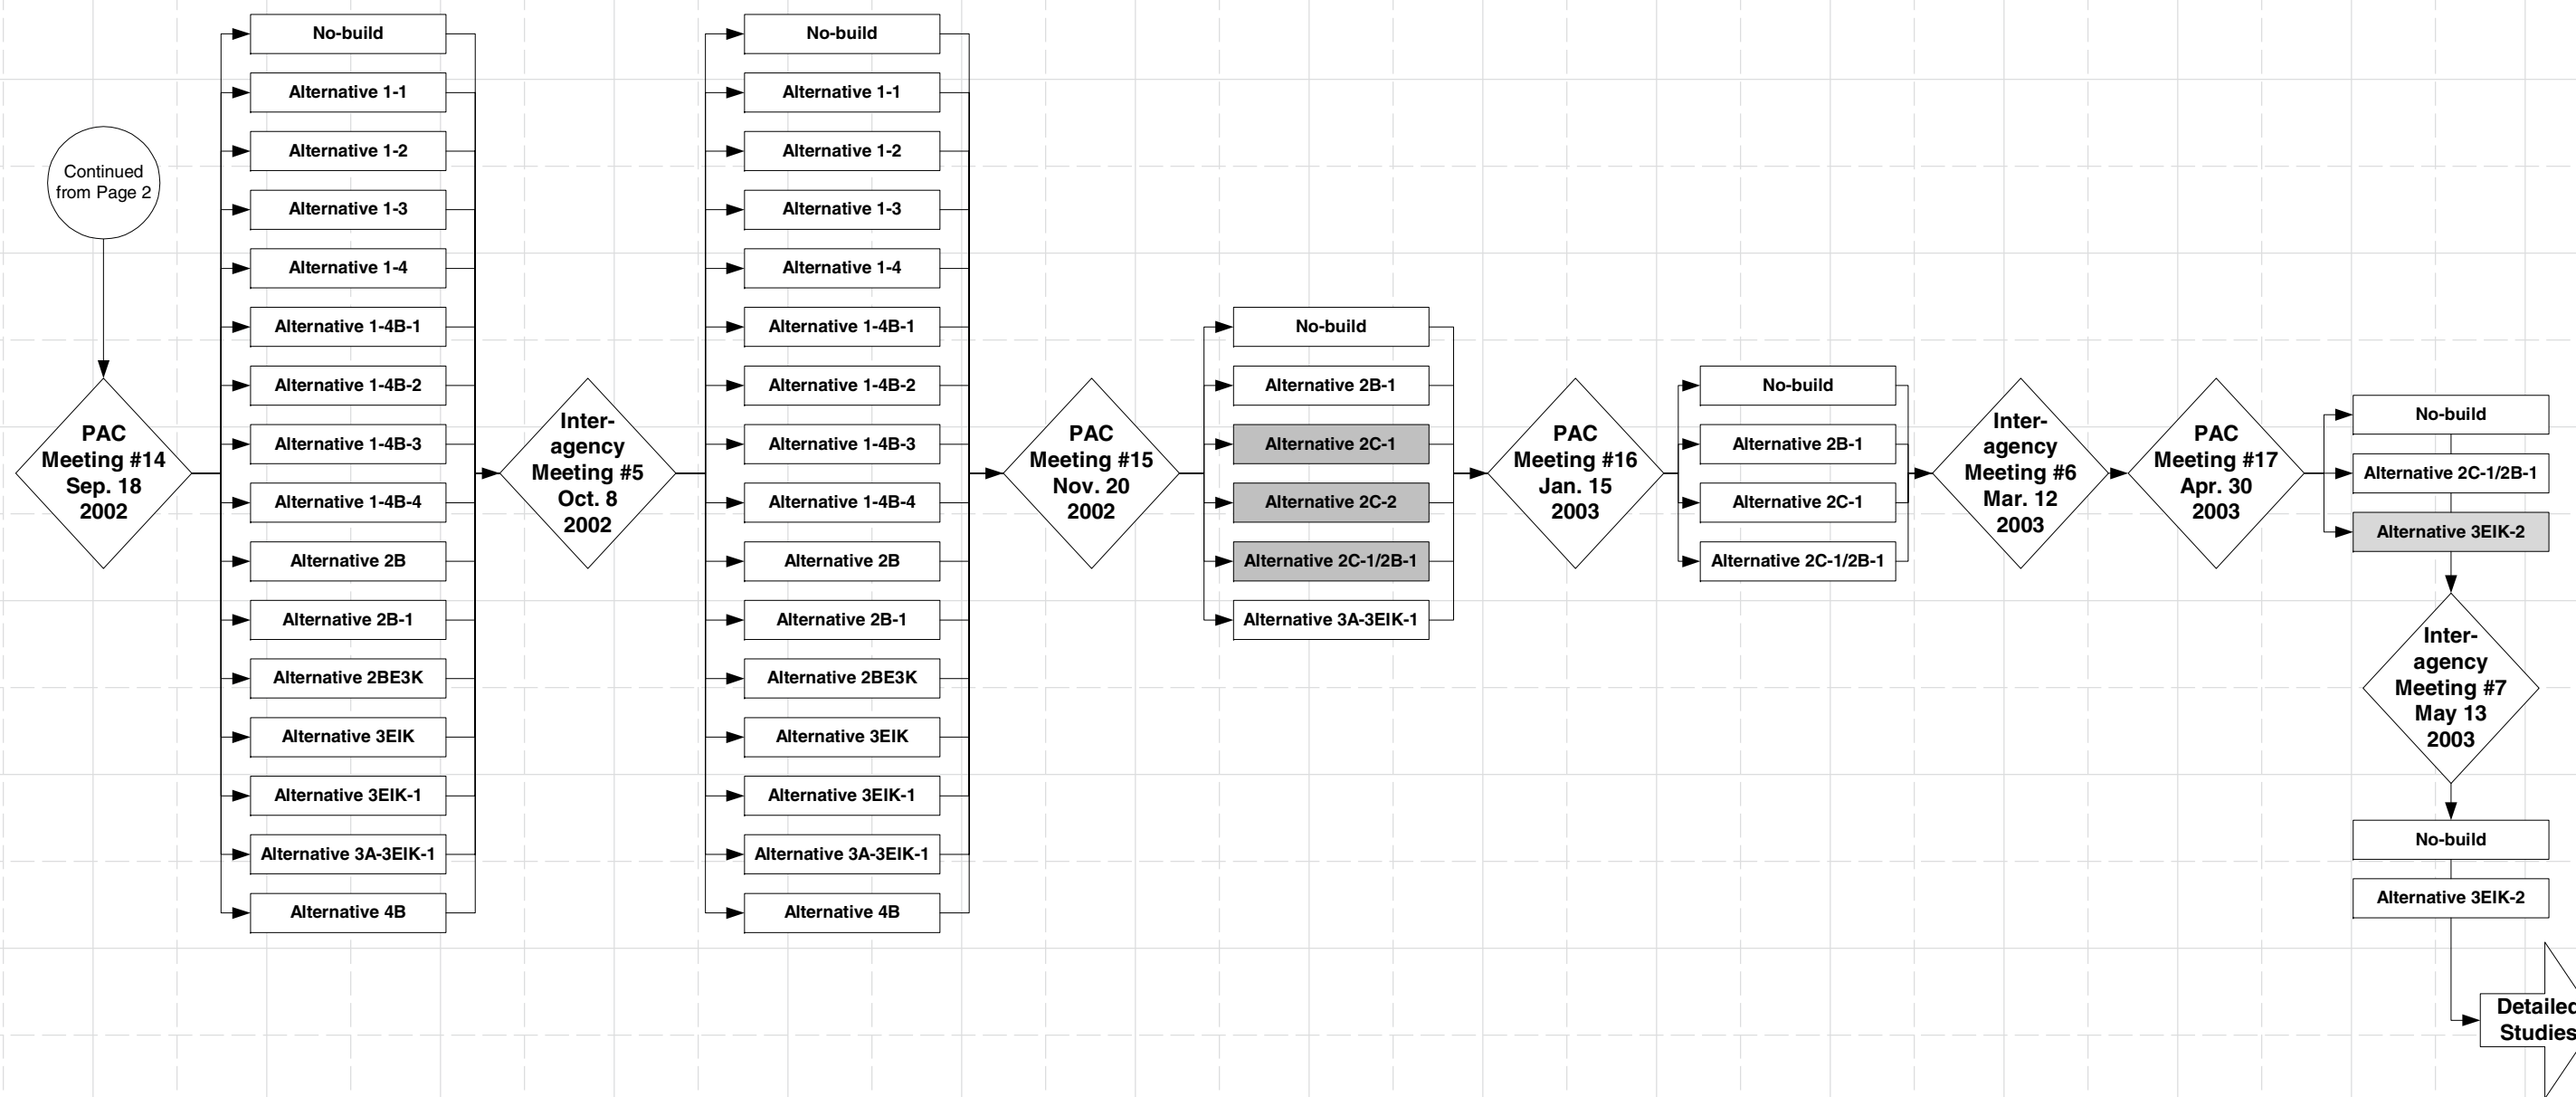 Continued
from Page 2
PAC
Meeting #14
Sep. 18
2002
No-build
Alternative 1-1
Alternative 1-2
Alternative 1-3
Alternative 1-4
Alternative 1-4B-1
Alternative 1-4B-2
Alternative 1-4B-3
Alternative 1-4B-4
Alternative 2B
Alternative 2B-1
Alternative 2BE3K
Alternative 3EIK
Alternative 3EIK-1
Alternative 3A-3EIK-1
Alternative 4B
Inter-
agency
Meeting #5
Oct. 8
2002
No-build
Alternative 1-1
Alternative 1-2
Alternative 1-3
Alternative 1-4
Alternative 1-4B-1
Alternative 1-4B-2
Alternative 1-4B-3
Alternative 1-4B-4
Alternative 2B
Alternative 2B-1
Alternative 2BE3K
Alternative 3EIK
Alternative 3EIK-1
Alternative 3A-3EIK-1
Alternative 4B
PAC
Meeting #15
Nov. 20
2002
No-build
Alternative 2B-1
Alternative 2C-1
Alternative 2C-2
Alternative 2C-1/2B-1
Alternative 3A-3EIK-1
PAC
Meeting #16
Jan. 15
2003
No-build
Alternative 2B-1
Alternative 2C-1
Alternative 2C-1/2B-1
Inter-
agency
Meeting #6
Mar. 12
2003
PAC
Meeting #17
Apr. 30
2003
No-build
Alternative 2C-1/2B-1
Alternative 3EIK-2
Inter-
agency
Meeting #7
May 13
2003
No-build
Alternative 3EIK-2
Detailed
Studies